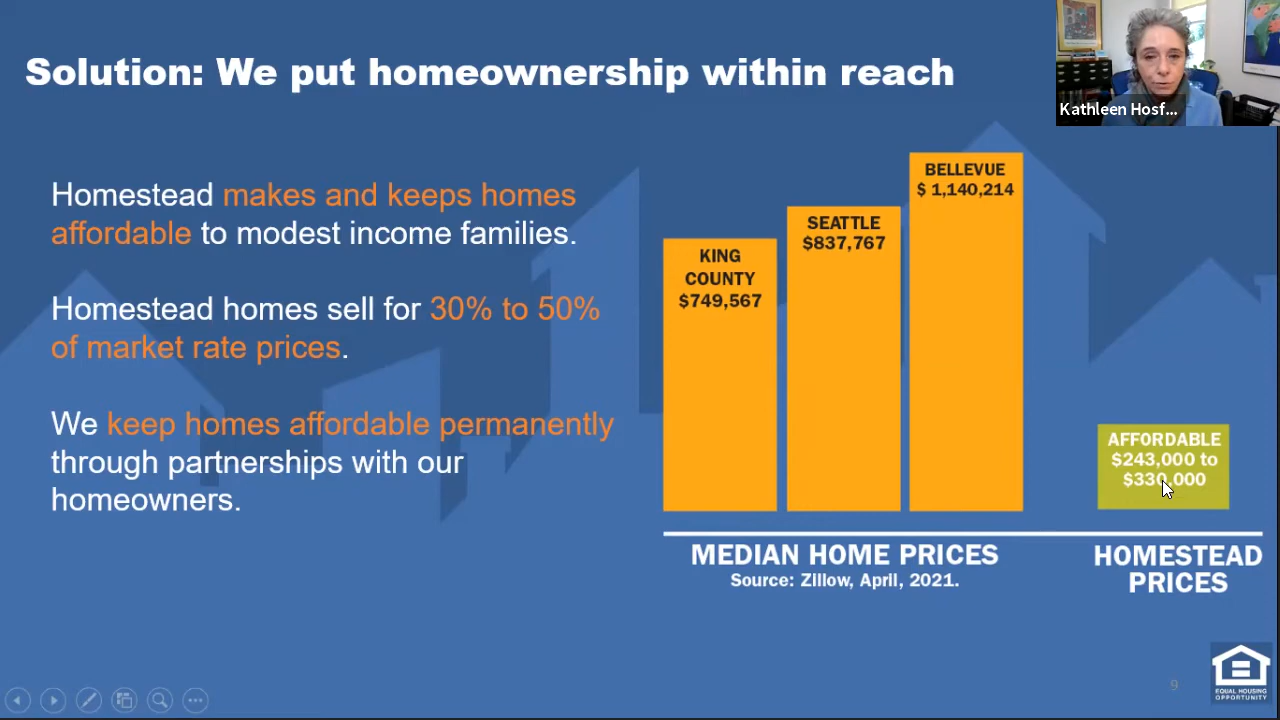 Solution: We put homeownership within reach
Kathleen Hosf...
Homestead makes and keeps homes
affordable to modest income families.
Homestead homes sell for 30% to 50%
of market rate prices.
We keep homes affordable permanently
through partnerships with our
homeowners.
KING
COUNTY
$749,567
SEATTLE
$837,767
BELLEVUE
$ 1,140,214
AFFORDABLE
$243,000 to
$330,000
MEDIAN HOME PRICES
Source: Zillow, April, 2021.
HOMESTEAD
PRICES
9
EQUAL HOUSING
OPPORTUNITY